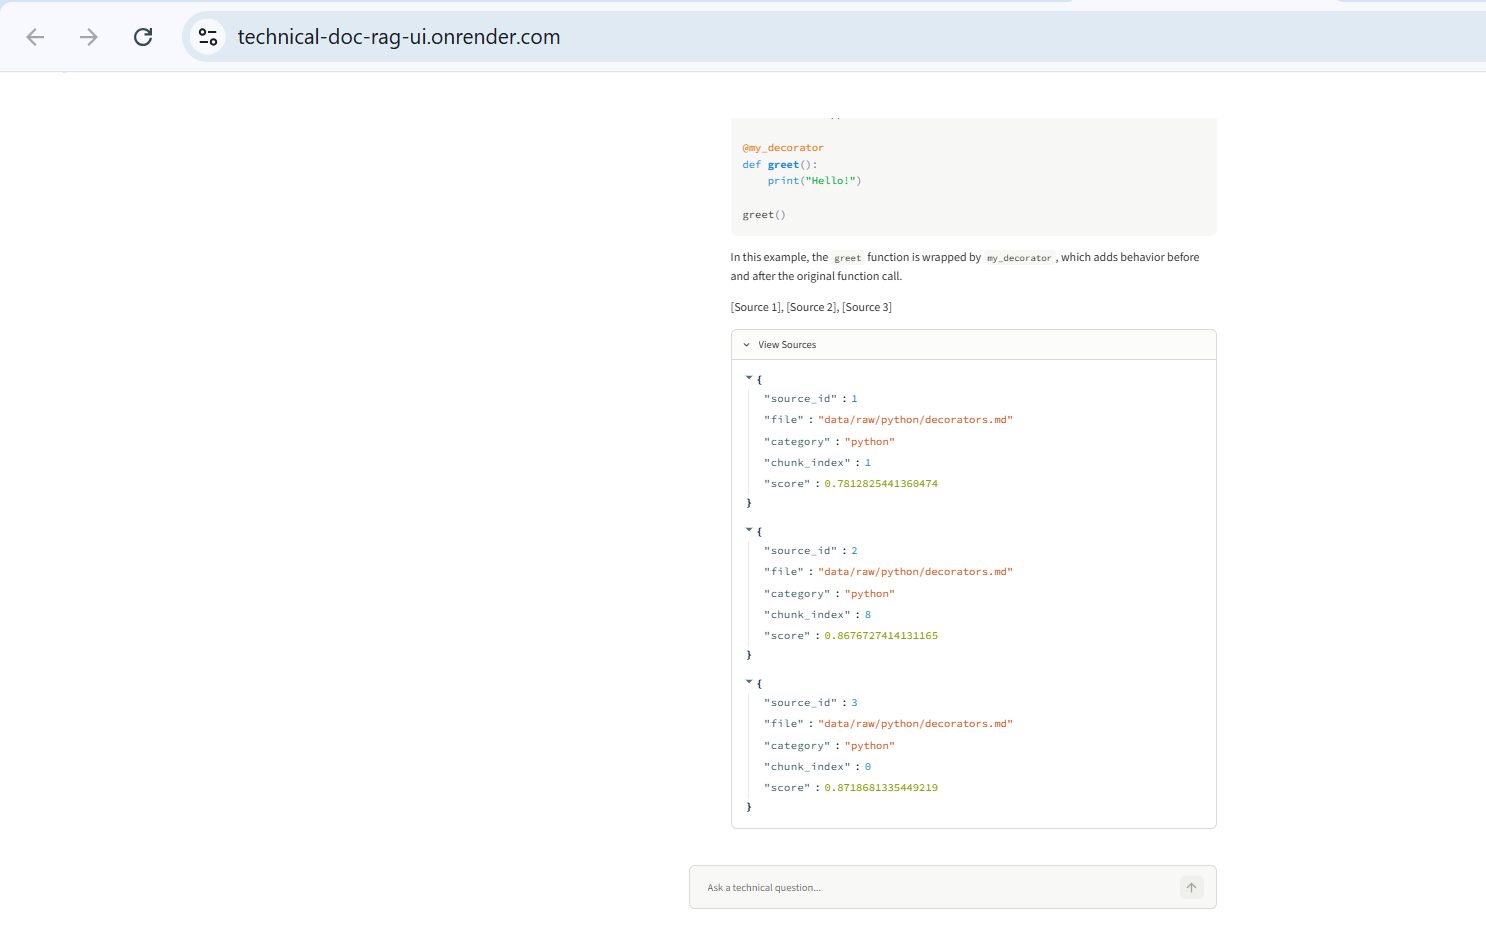 technical-doc-rag-ui.onrender.com
@my_decorator
def greet():
    print("Hello!")
greet()
In this example, the greet function is wrapped by my_decorator , which adds behavior before
and after the original function call.
[Source 1], [Source 2], [Source 3]
View Sources
{
"source_id" : 1
"file" : "data/raw/python/decorators.md"
"category" : "python"
"chunk_index" : 1
"score" : 0.7812825441360474
}
{
"source_id" : 2
"file" : "data/raw/python/decorators.md"
"category" : "python"
"chunk_index" : 8
"score" : 0.8676727414131165
}
{
"source_id" : 3
"file" : "data/raw/python/decorators.md"
"category" : "python"
"chunk_index" : 0
"score" : 0.8718681335449219
}
Ask a technical question...